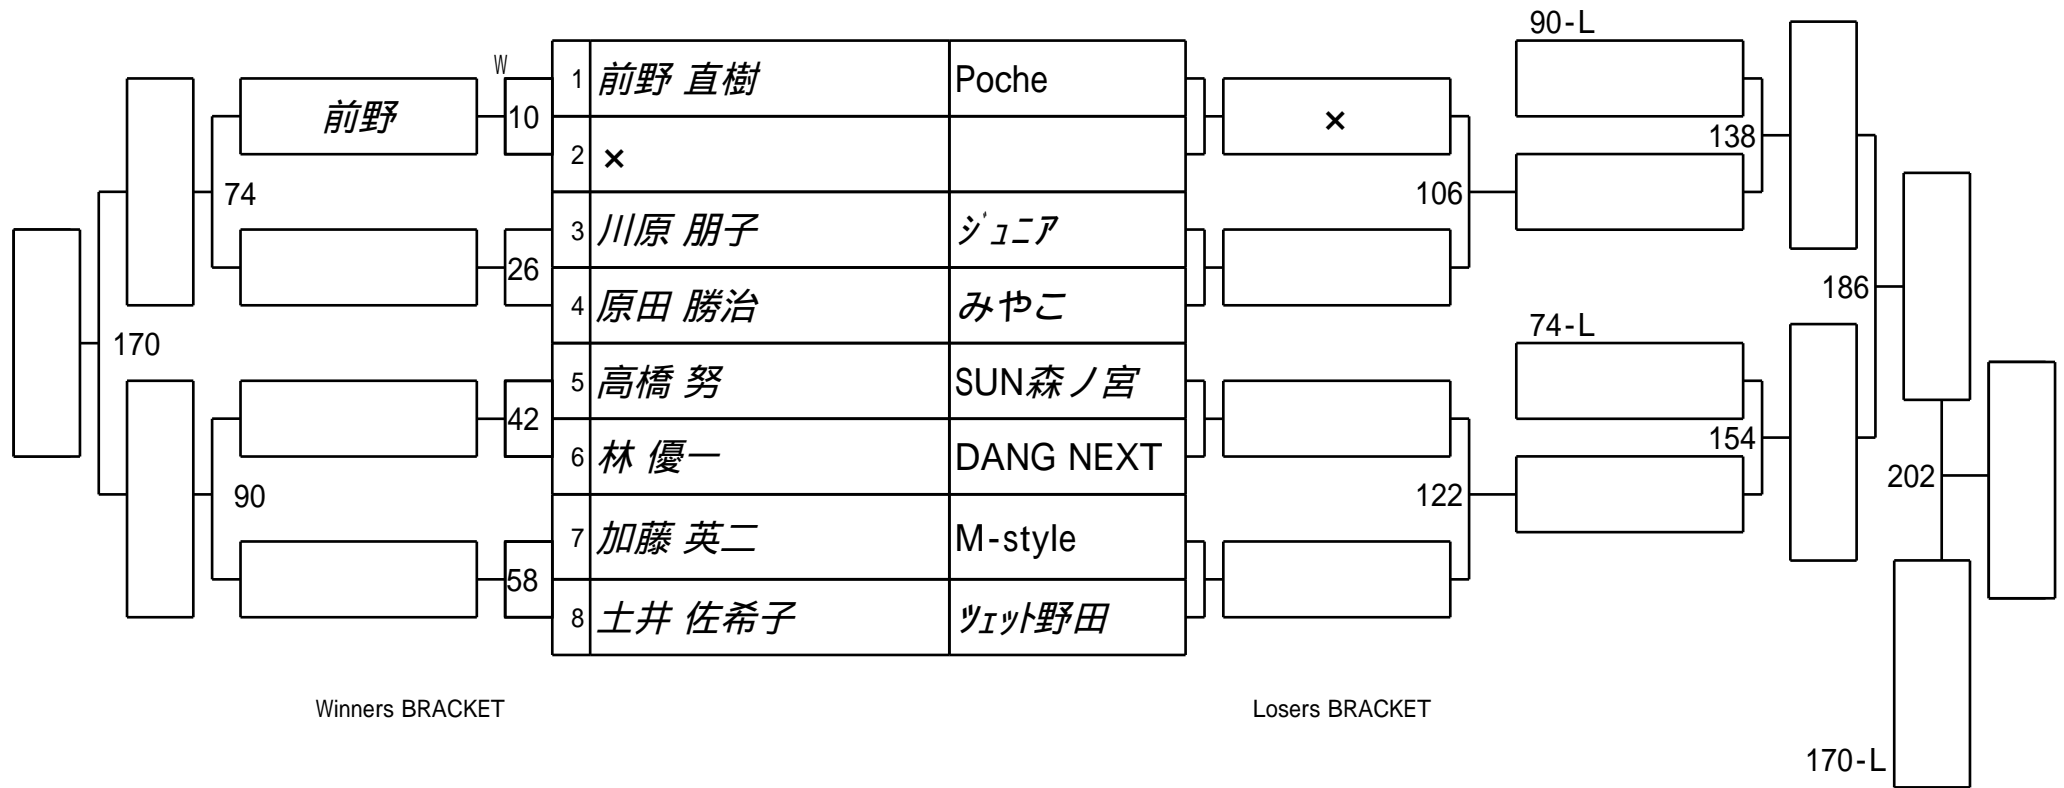 90-L
W
1 前野 直樹 Poche
前野 10 × 138
2 ×
74 106
3 川原 朋子 ジュニア
26
4 原田 勝治 みやこ 186
170 74-L
5 高橋 努 SUN森ノ宮
42 154
6 林 優一 DANG NEXT
90 122 202
7 加藤 英二 M-style
58
8 土井 佐希子 ツェット野田
Winners BRACKET Losers BRACKET
170-L